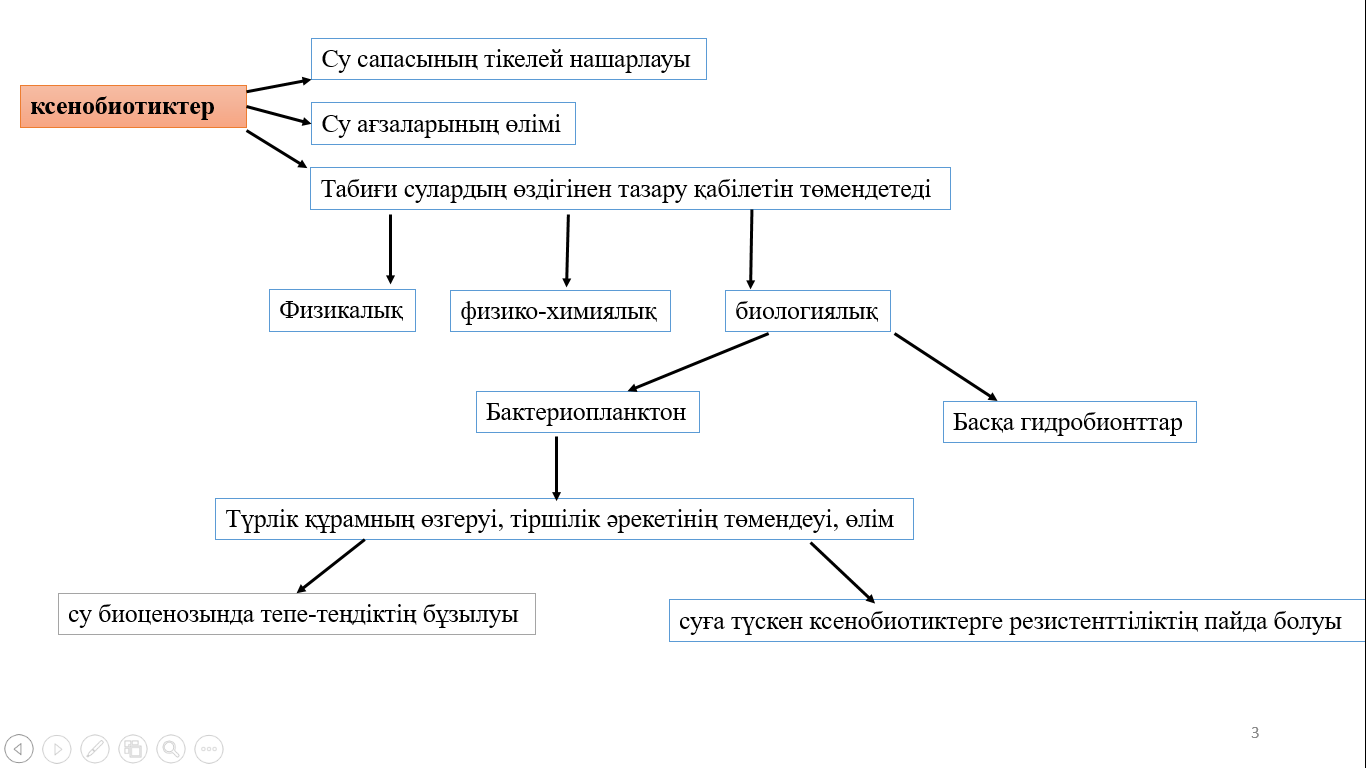 Су сапасының тікелей нашарлауы
ксенобиотиктер
Су ағзаларының өлімі
Табиғи сулардың өздігінен тазару қабілетін төмендетеді
Физикалық
физико-химиялық
биологиялық
Бактериопланктон
Басқа гидробионттар
Түрлік құрамның өзгеруі, тіршілік әрекетінің төмендеуі, өлім
су биоценозында тепе-теңдіктің бұзылуы
суға түскен ксенобиотиктерге резистенттіліктің пайда болуы
3